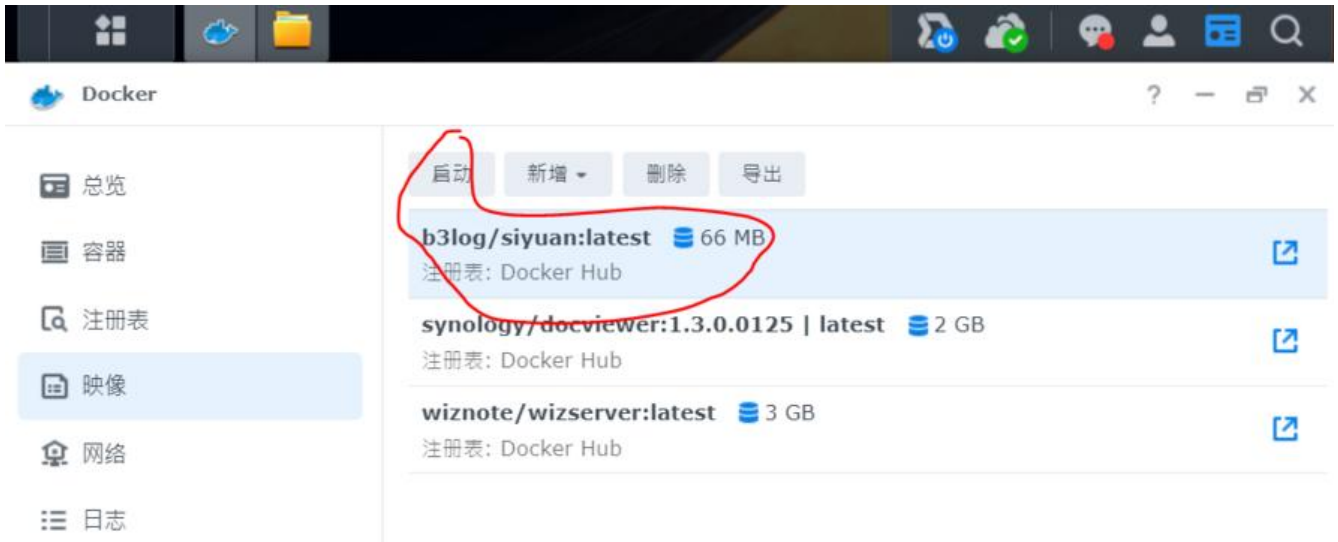 Docker
?
总览
容器
注册表
映像
网络
日志
启动 新增 删除 导出
b3log/siyuan:latest 66 MB
注册表: Docker Hub
synology/docviewer:1.3.0.0125 | latest 2 GB
注册表: Docker Hub
wiznote/wizserver:latest 3 GB
注册表: Docker Hub